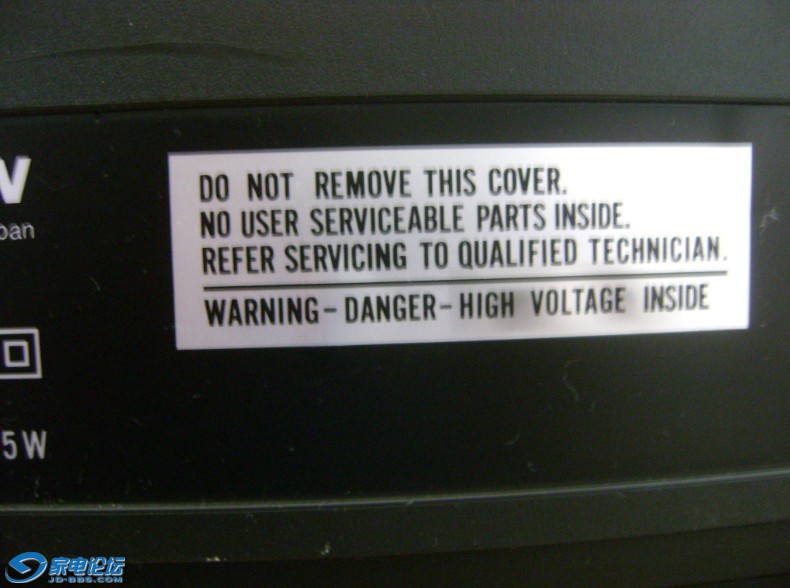 DO NOT REMOVE THIS COVER.
NO USER SERVICEABLE PARTS INSIDE.
REFER SERVICING TO QUALIFIED TECHNICIAN.
WARNING-DANGER-HIGH VOLTAGE INSIDE
5W
家电论坛
JD-BBS.COM